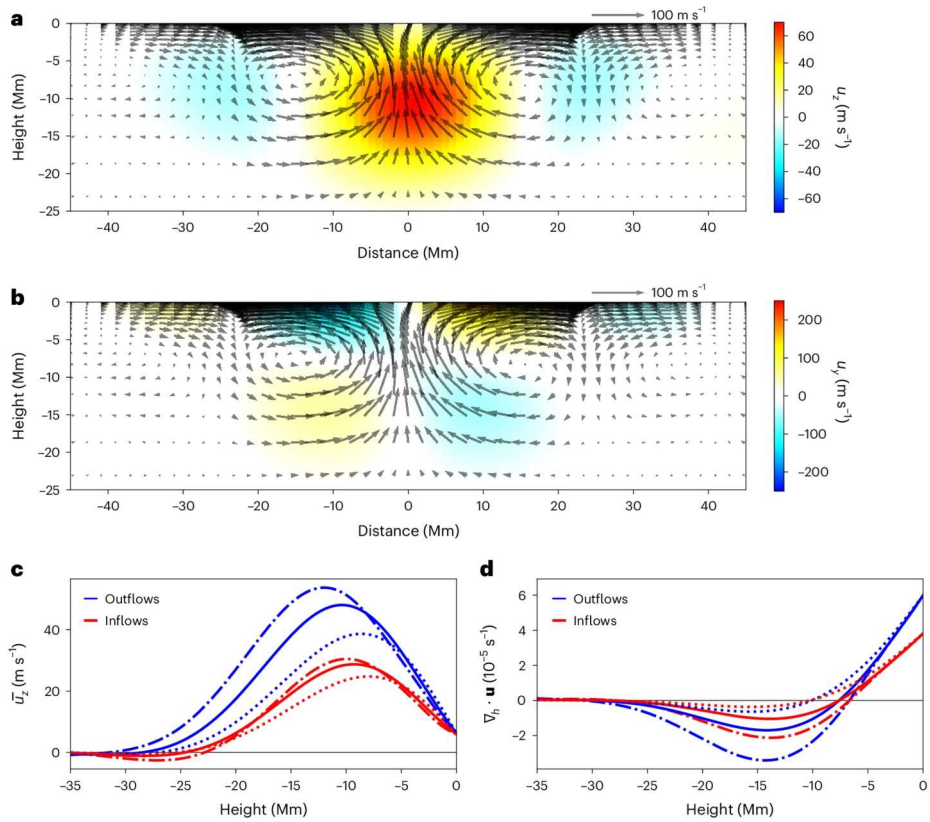 a
100 m s⁻¹
0
−5
−10
−15
−20
−25
Height (Mm)
−40 −30 −20 −10 0 10 20 30 40
Distance (Mm)
60
40
20
0
−20
−40
−60
u_z (m s⁻¹)
b
100 m s⁻¹
0
−5
−10
−15
−20
−25
Height (Mm)
−40 −30 −20 −10 0 10 20 30 40
Distance (Mm)
200
100
0
−100
−200
u_y (m s⁻¹)
c
Outflows
Inflows
40
20
0
u̅_z (m s⁻¹)
−35 −30 −25 −20 −15 −10 −5 0
Height (Mm)
d
Outflows
Inflows
6
4
2
0
−2
∇_h · u (10⁻⁵ s⁻¹)
−35 −30 −25 −20 −15 −10 −5 0
Height (Mm)